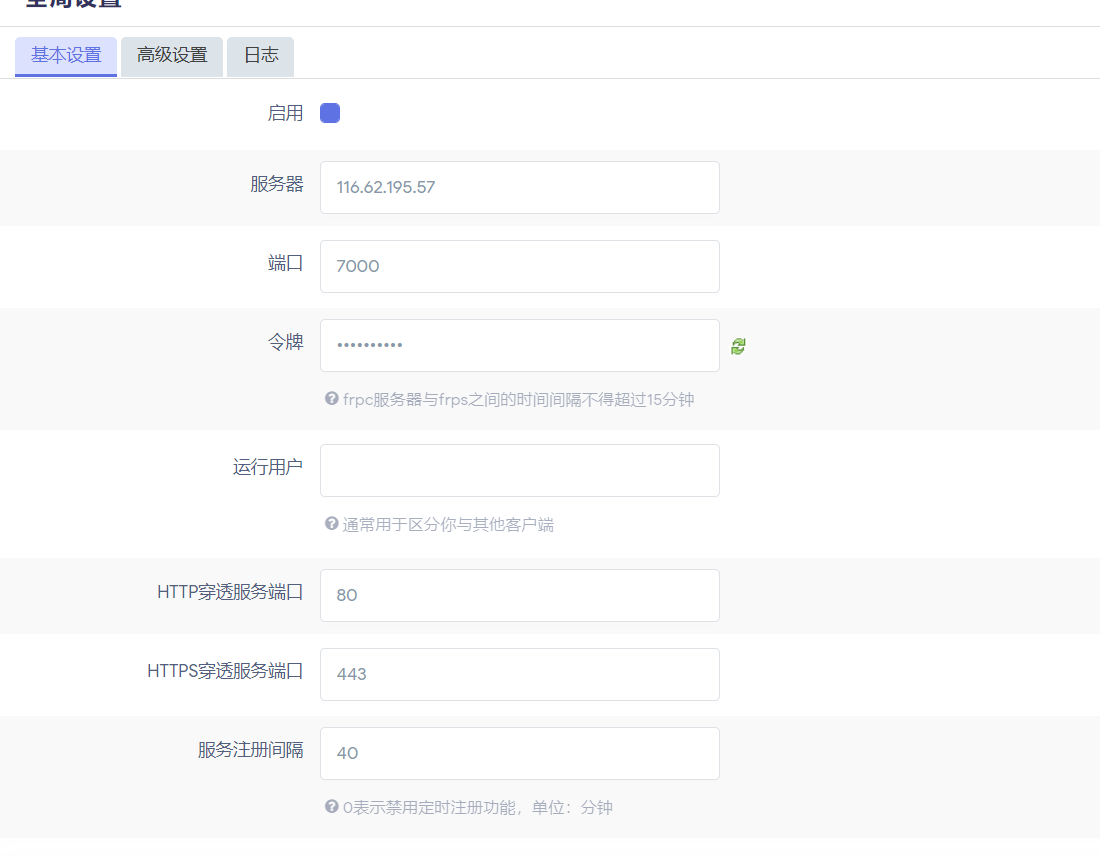 全局设置
基本设置 高级设置 日志
启用
服务器 116.62.195.57
端口 7000
令牌 ••••••••••
frpc服务器与frps之间的时间间隔不得超过15分钟
运行用户
通常用于区分你与其他客户端
HTTP穿透服务端口 80
HTTPS穿透服务端口 443
服务注册间隔 40
0表示禁用定时注册功能，单位：分钟